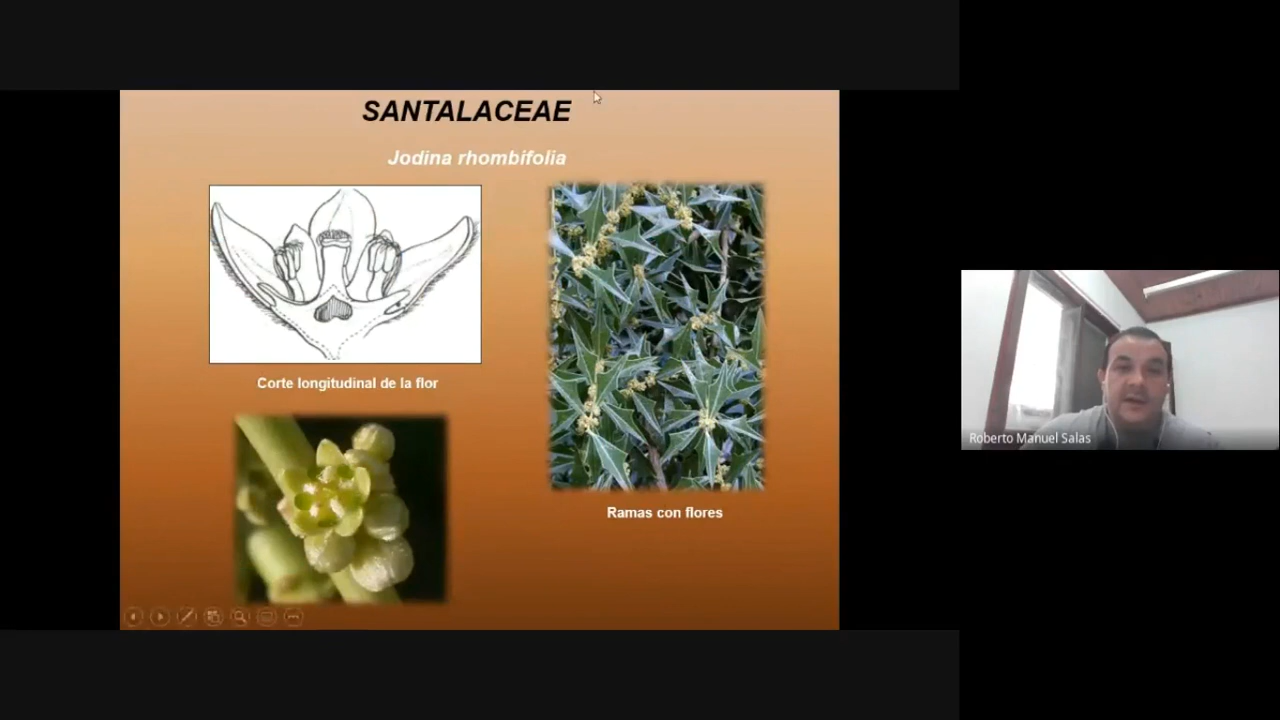 SANTALACEAE
Jodina rhombifolia
Corte longitudinal de la flor
Ramas con flores
Roberto Manuel Salas